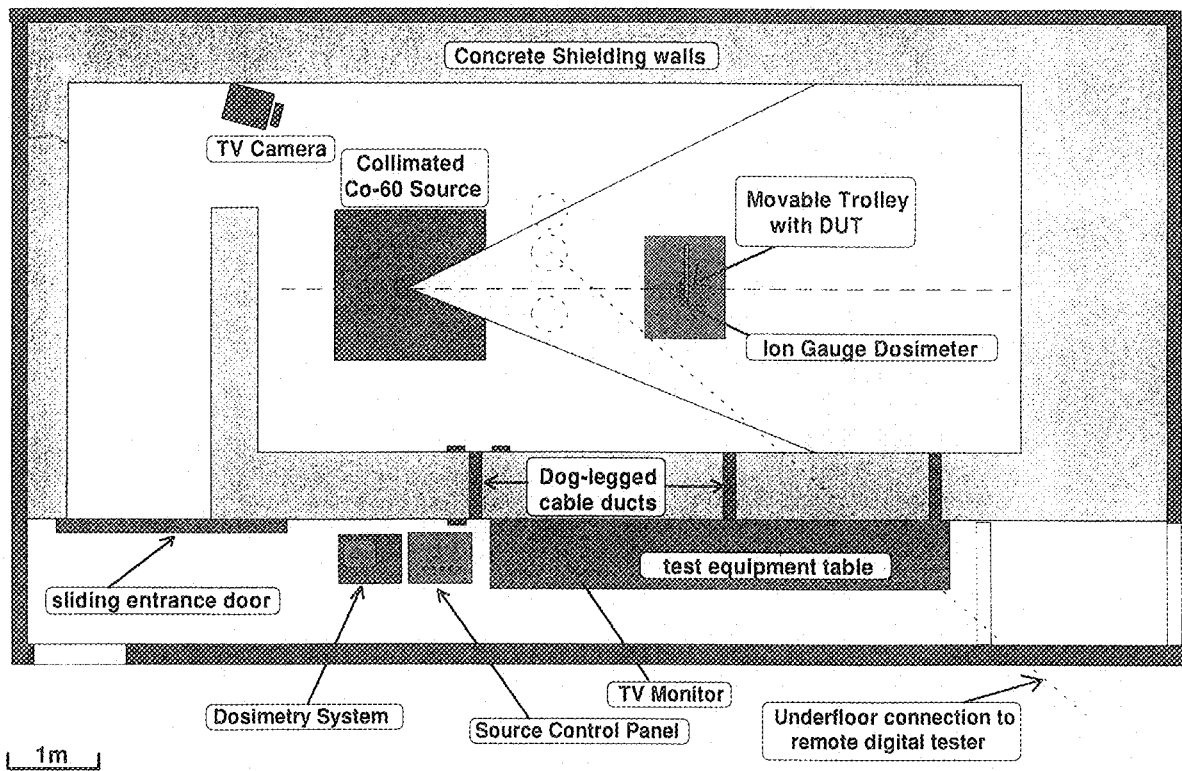 Concrete Shielding walls
TV Camera
Collimated
Co-60 Source
Movable Trolley
with DUT
Ion Gauge Dosimeter
Dog-legged
cable ducts
test equipment table
sliding entrance door
TV Monitor
Dosimetry System
Source Control Panel
Underfloor connection to
remote digital tester
1m